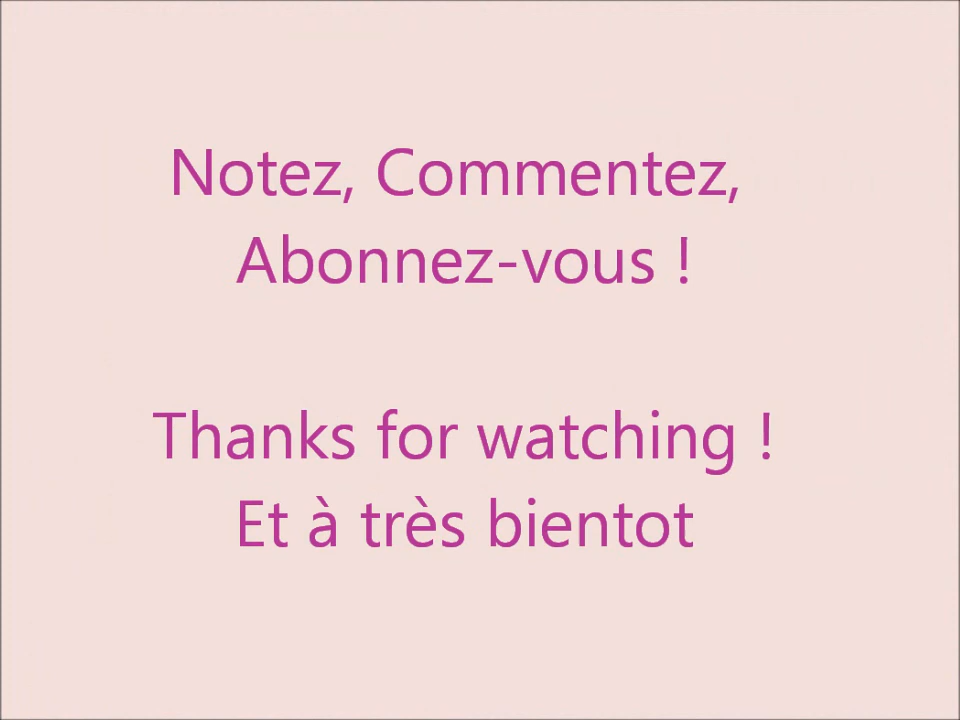 Notez, Commentez,
Abonnez-vous !
Thanks for watching !
Et à très bientot